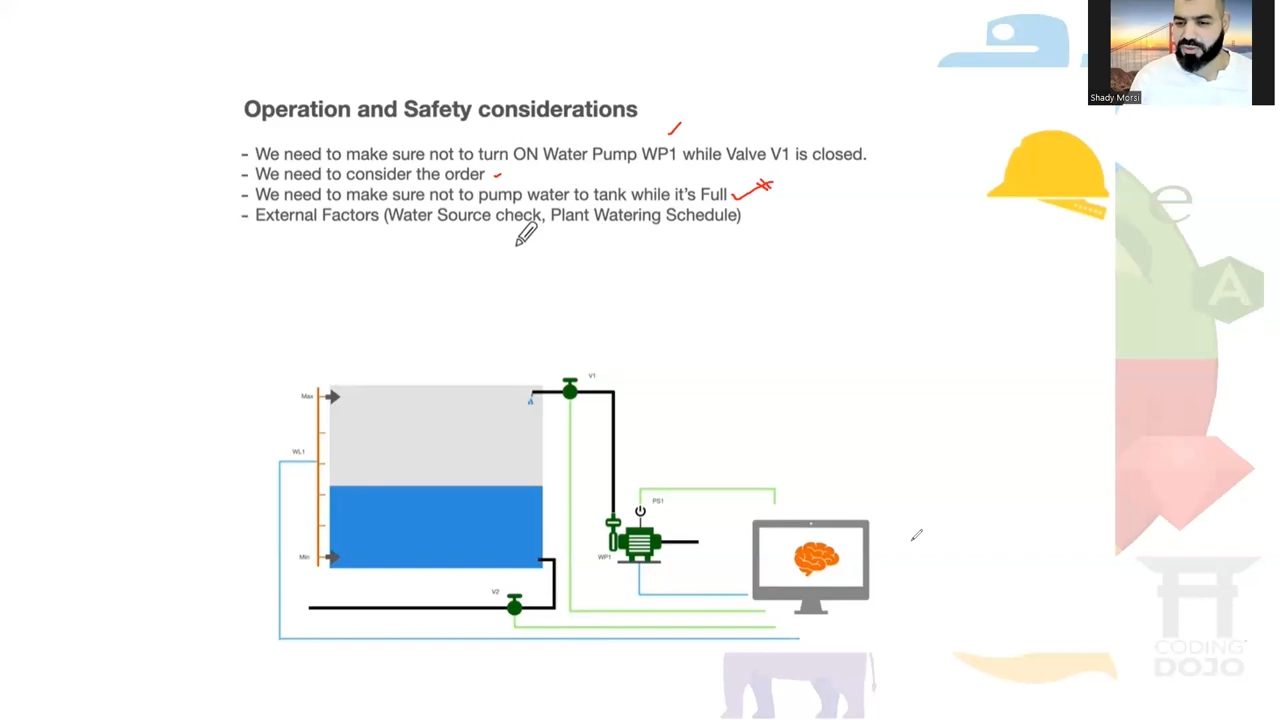 Shady Morsi
Operation and Safety considerations
- We need to make sure not to turn ON Water Pump WP1 while Valve V1 is closed.
- We need to consider the order
- We need to make sure not to pump water to tank while it's Full
- External Factors (Water Source check, Plant Watering Schedule)
e
A
V1
Max
WL1
PS1
Min
WP1
V2
CODING
DOJO